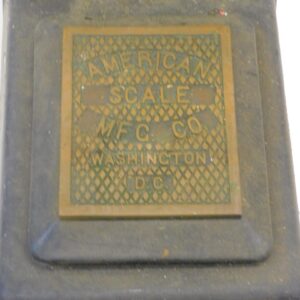 AMERICAN
SCALE
MFG. CO.
WASHINGTON
D.C.